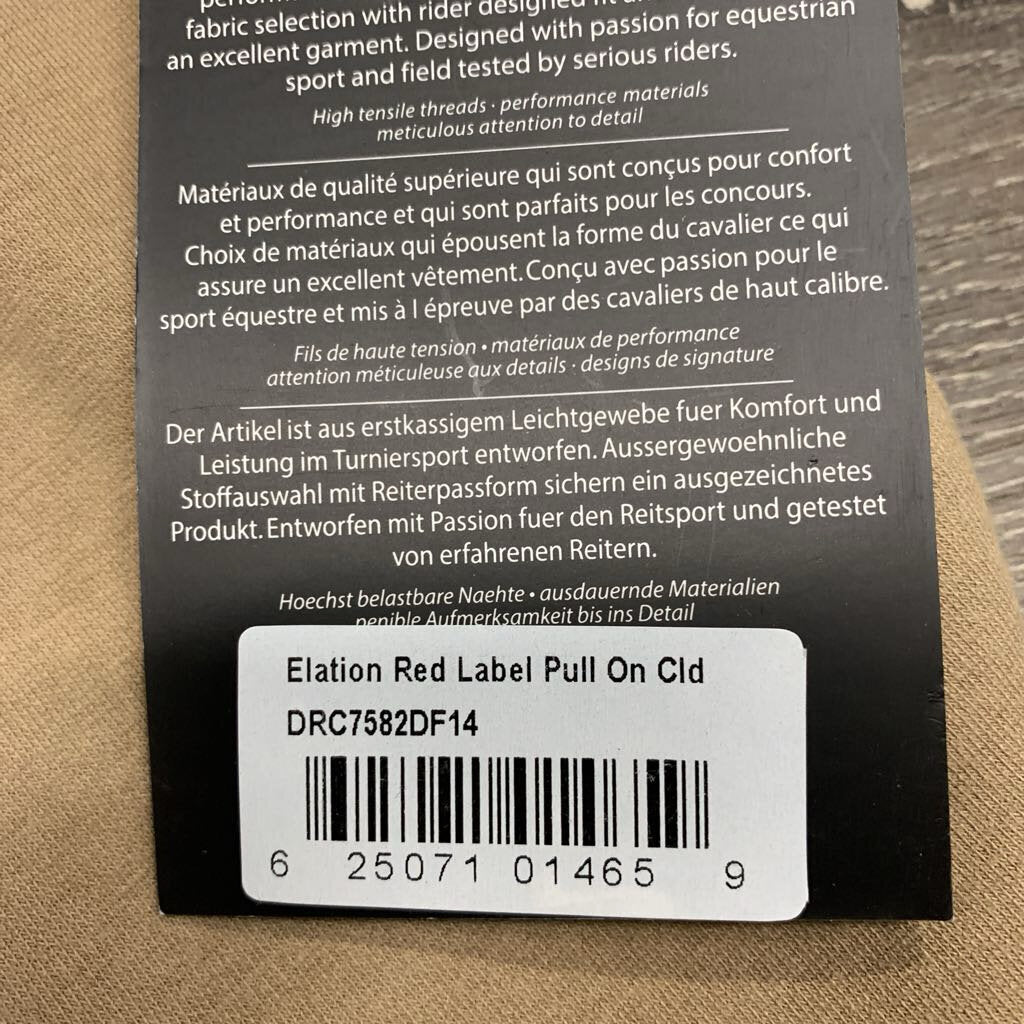 fabric selection with rider designed fit
an excellent garment. Designed with passion for equestrian
sport and field tested by serious riders.
High tensile threads · performance materials
meticulous attention to detail
Matériaux de qualité supérieure qui sont conçus pour confort
et performance et qui sont parfaits pour les concours.
Choix de matériaux qui épousent la forme du cavalier ce qui
assure un excellent vêtement. Conçu avec passion pour le
sport équestre et mis à l épreuve par des cavaliers de haut calibre.
Fils de haute tension • matériaux de performance
attention méticuleuse aux details · designs de signature
Der Artikel ist aus erstkassigem Leichtgewebe fuer Komfort und
Leistung im Turniersport entworfen. Aussergewoehnliche
Stoffauswahl mit Reiterpassform sichern ein ausgezeichnetes
Produkt. Entworfen mit Passion fuer den Reitsport und getestet
von erfahrenen Reitern.
Hoechst belastbare Naehte • ausdauernde Materialien
penible Aufmerksamkeit bis ins Detail
Elation Red Label Pull On Cld
DRC7582DF14
6 25071 01465 9